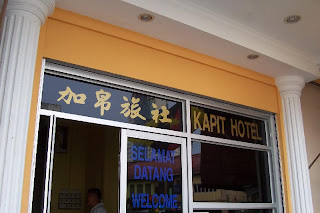 加帛旅社
KAPIT HOTEL
SELAMAT
DATANG
WELCOME